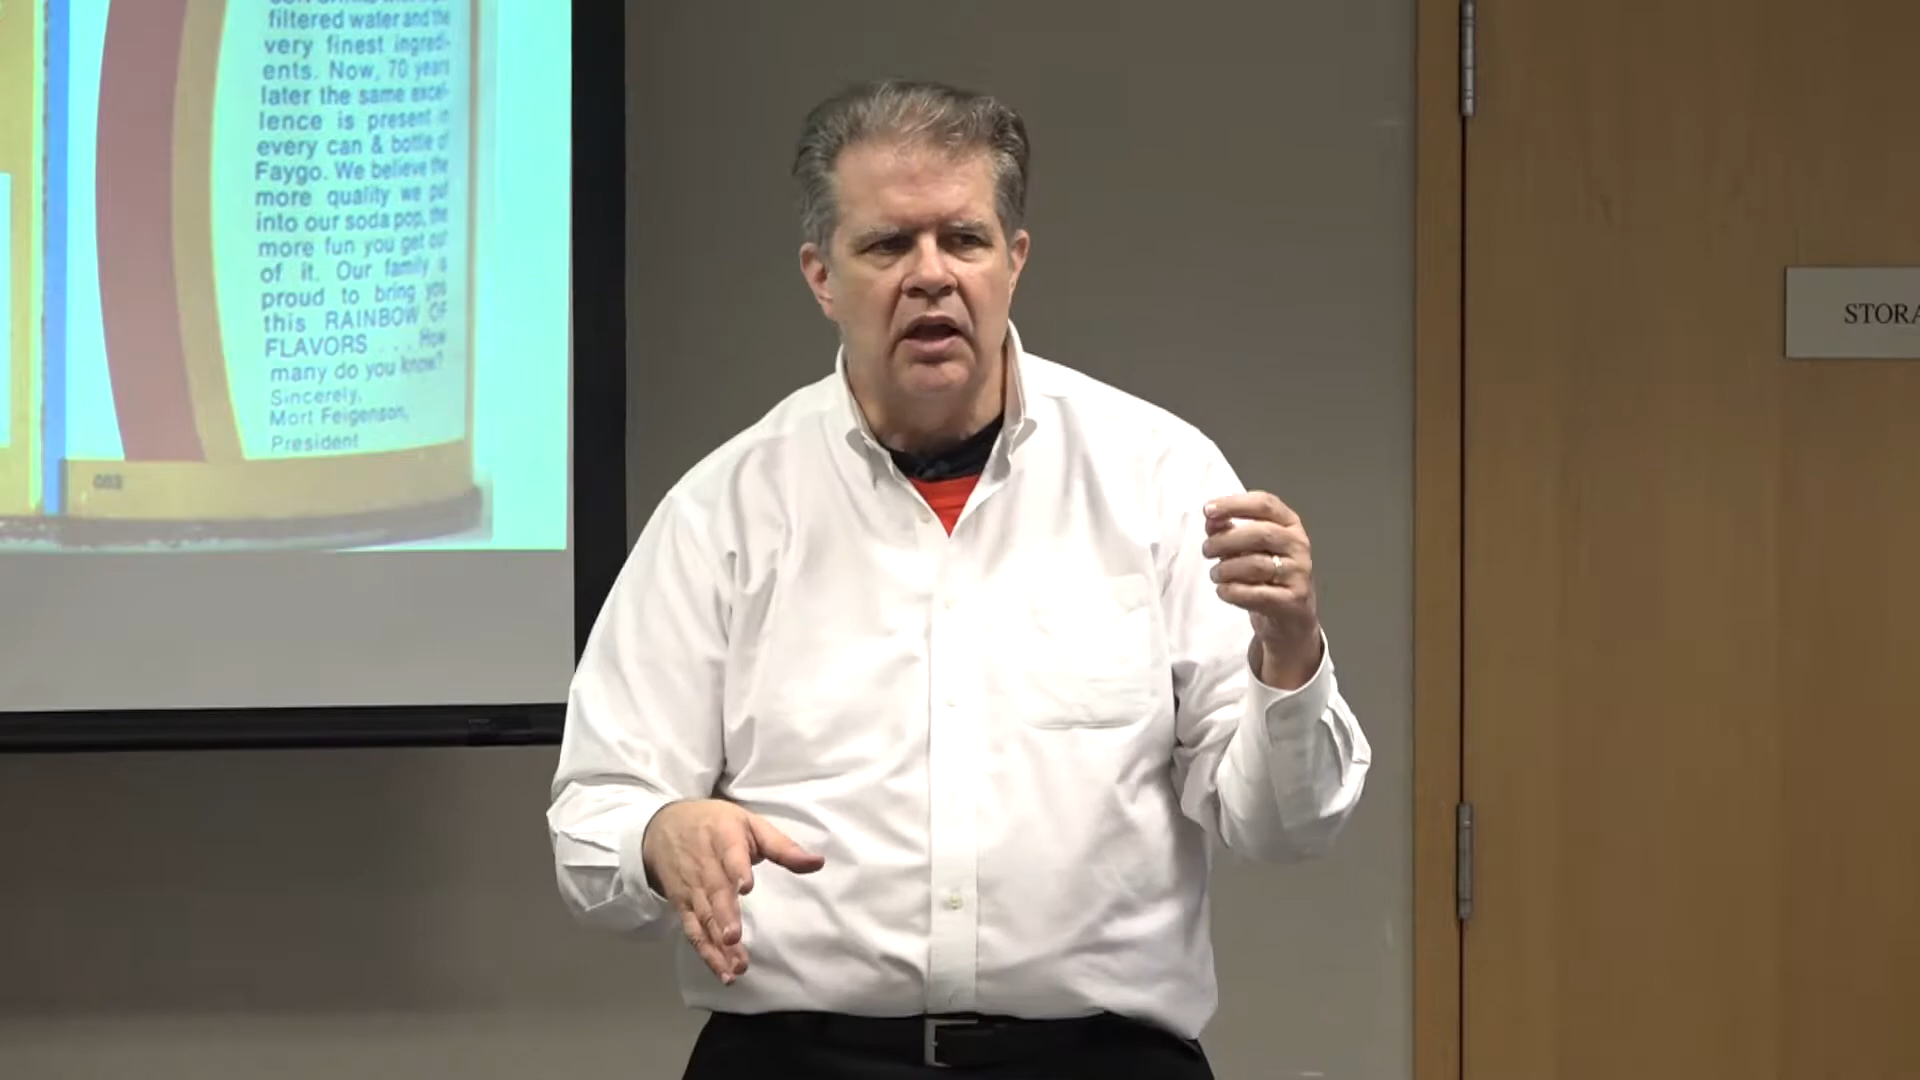 filtered water and the
very finest ingredi-
ents. Now, 70 years
later the same excel-
lence is present in
every can & bottle of
Faygo. We believe the
more quality we put
into our soda pop, the
more fun you get out
of it. Our family is
proud to bring you
this RAINBOW OF
FLAVORS . . . How
many do you know?
Sincerely,
Mort Feigenson,
President
083
STORA